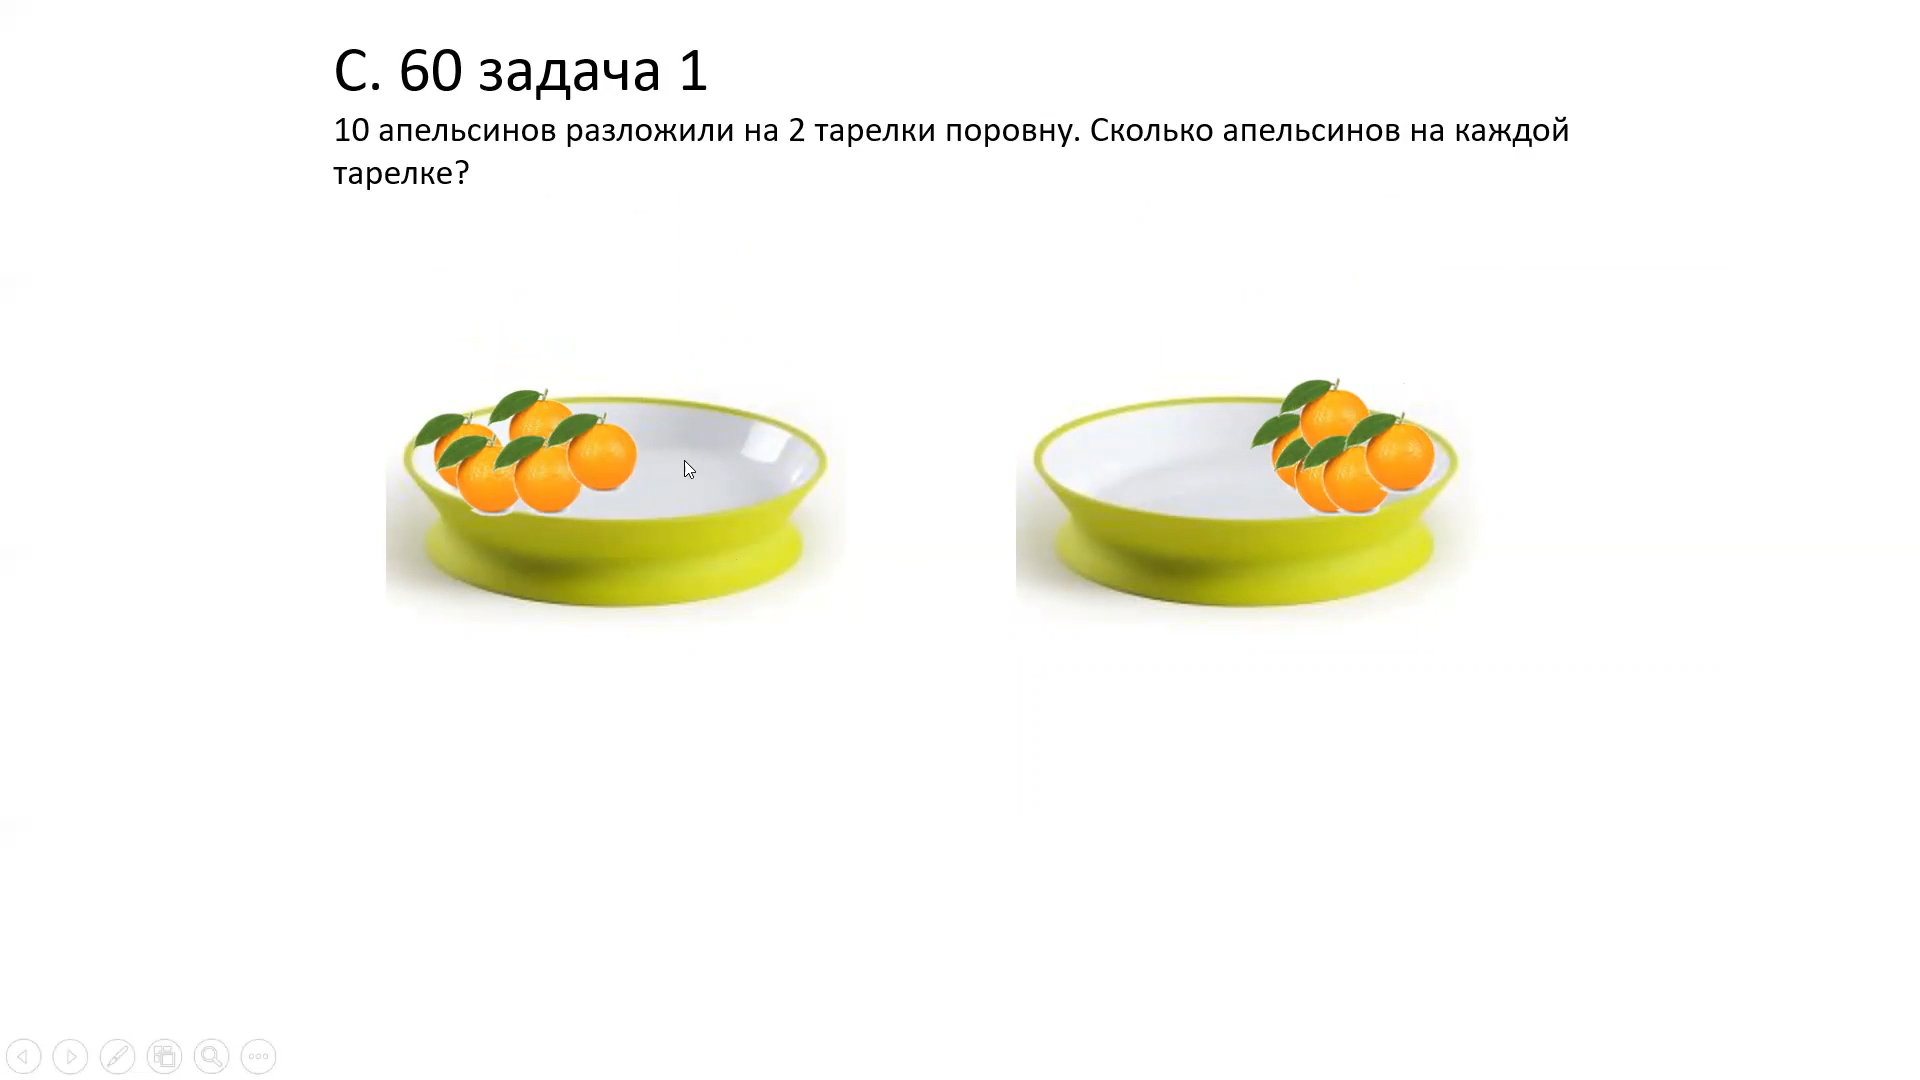 С. 60 задача 1
10 апельсинов разложили на 2 тарелки поровну. Сколько апельсинов на каждой
тарелке?